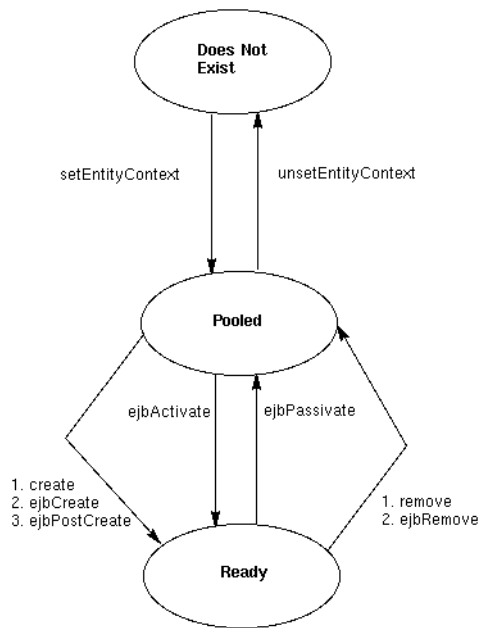 Does Not
Exist
setEntityContext
unsetEntityContext
Pooled
ejbActivate
ejbPassivate
1. create
2. ejbCreate
3. ejbPostCreate
1. remove
2. ejbRemove
Ready